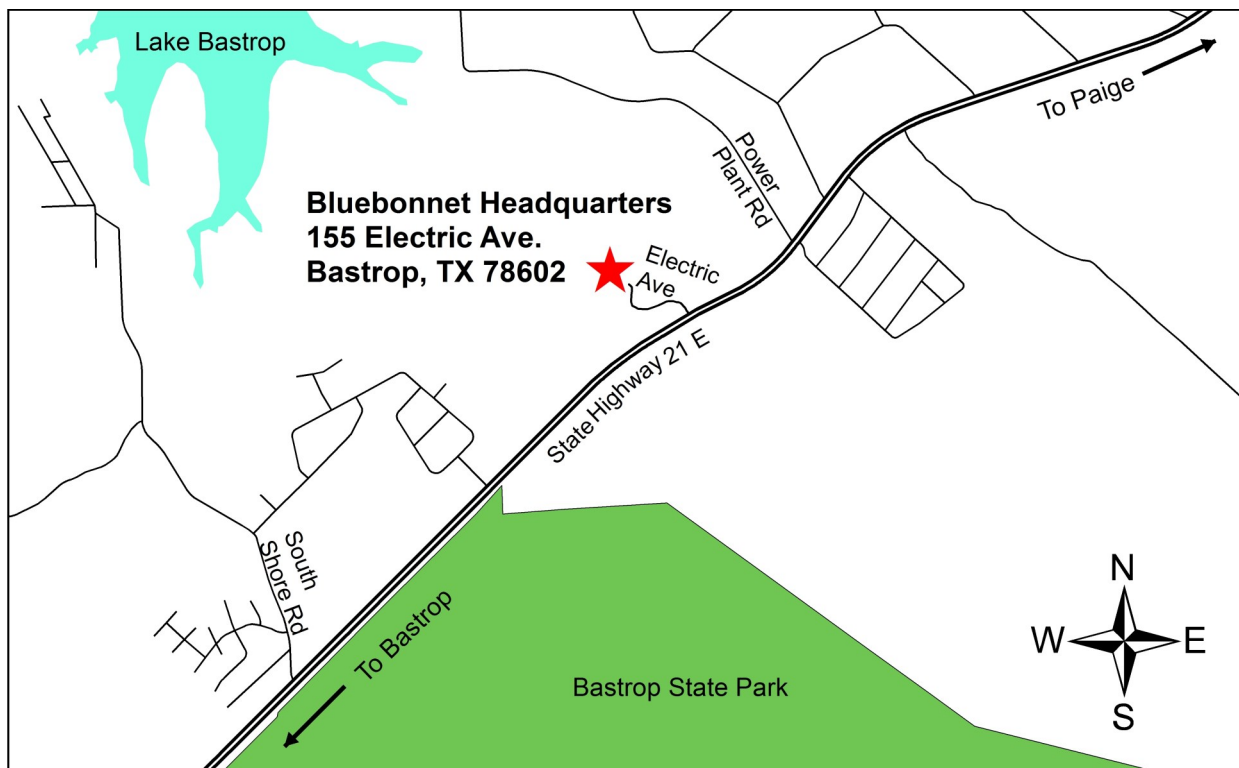 Lake Bastrop
To Paige
Power
Plant Rd
Bluebonnet Headquarters
155 Electric Ave.
Bastrop, TX 78602
Electric
Ave
State Highway 21 E
South
Shore Rd
To Bastrop
Bastrop State Park
N
W
E
S